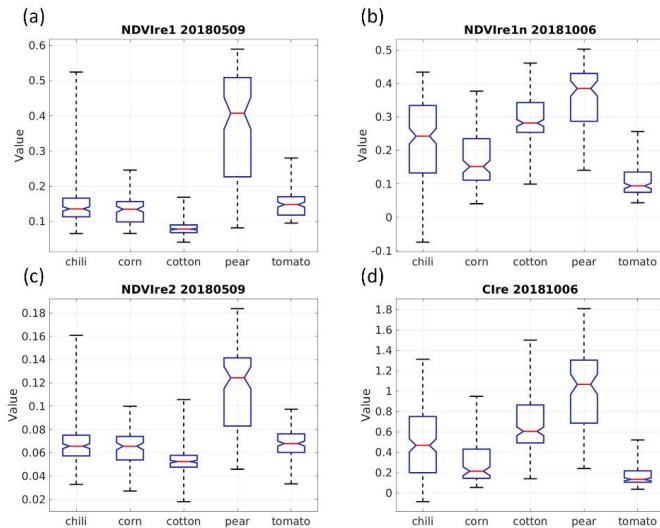 (a)
NDVIre1 20180509
0.6
0.5
0.4
0.3
0.2
0.1
Value
chili corn cotton pear tomato
(b)
NDVIre1n 20181006
0.5
0.4
0.3
0.2
0.1
0
-0.1
Value
chili corn cotton pear tomato
(c)
NDVIre2 20180509
0.18
0.16
0.14
0.12
0.1
0.08
0.06
0.04
0.02
Value
chili corn cotton pear tomato
(d)
CIre 20181006
1.8
1.6
1.4
1.2
1
0.8
0.6
0.4
0.2
0
Value
chili corn cotton pear tomato